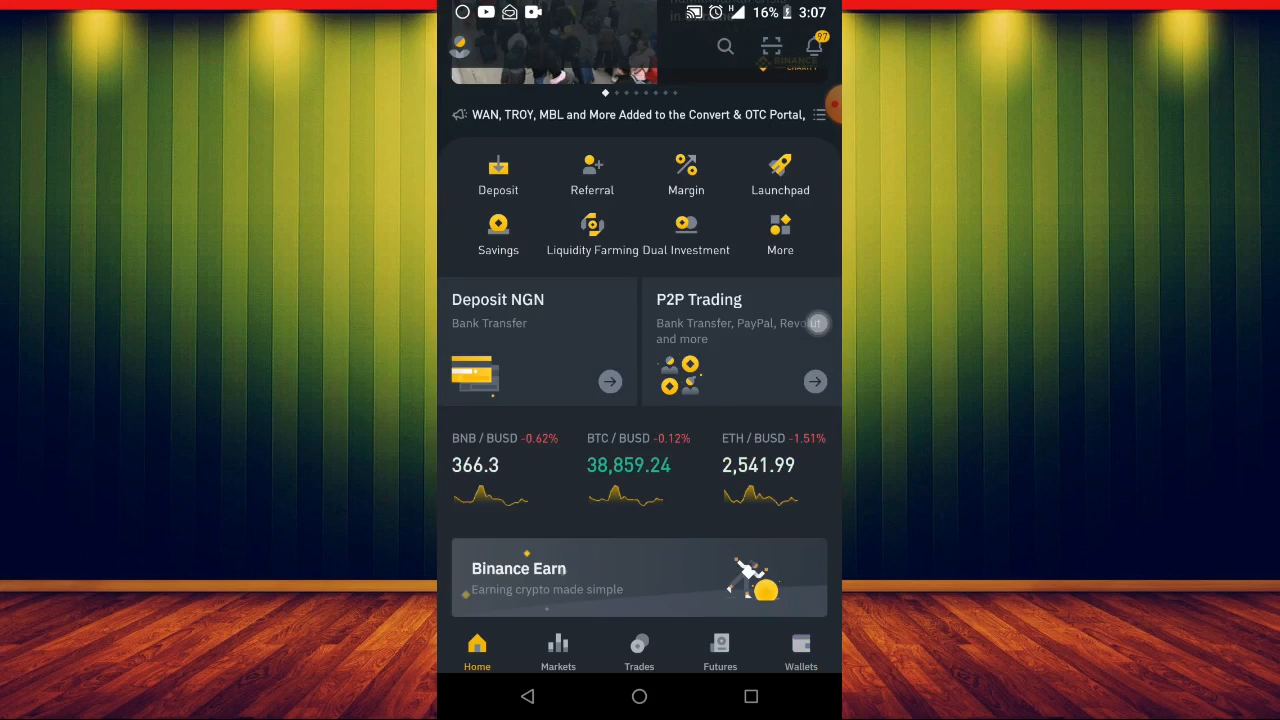 16% 3:07
97
WAN, TROY, MBL and More Added to the Convert & OTC Portal,
Deposit
Referral
Margin
Launchpad
Savings
Liquidity Farming
Dual Investment
More
Deposit NGN
Bank Transfer
P2P Trading
Bank Transfer, PayPal, Revolut
and more
BNB / BUSD -0.62%
366.3
BTC / BUSD -0.12%
38,859.24
ETH / BUSD -1.51%
2,541.99
Binance Earn
Earning crypto made simple
Home
Markets
Trades
Futures
Wallets